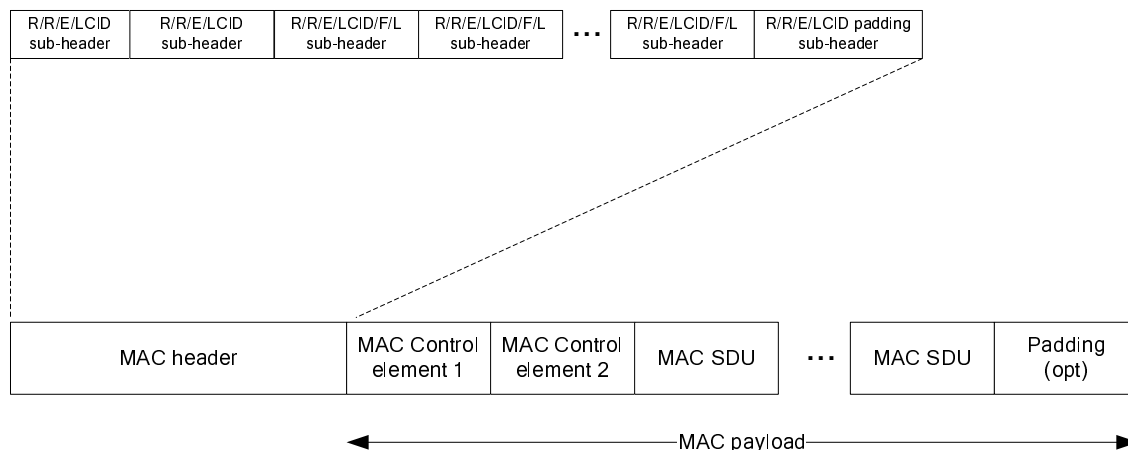 R/R/E/LCID
sub-header
R/R/E/LCID
sub-header
R/R/E/LCID/F/L
sub-header
R/R/E/LCID/F/L
sub-header
...
R/R/E/LCID/F/L
sub-header
R/R/E/LCID padding
sub-header
MAC header
MAC Control
element 1
MAC Control
element 2
MAC SDU
...
MAC SDU
Padding
(opt)
MAC payload